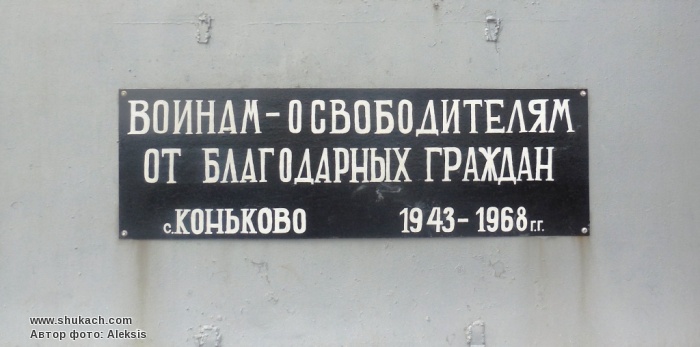 ВОИНАМ-ОСВОБОДИТЕЛЯМ
ОТ БЛАГОДАРНЫХ ГРАЖДАН
с.КОНЬКОВО 1943-1968г.г.
www.shukach.com
Автор фото: Aleksis